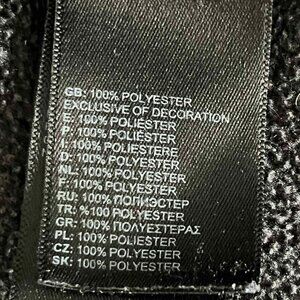 GB: 100% POLYESTER
EXCLUSIVE OF DECORATION
E: 100% POLIÉSTER
P: 100% POLIÉSTER
I: 100% POLIESTERE
D: 100% POLYESTER
NL: 100% POLYESTER
F: 100% POLYESTER
RU: 100% ПОЛИЭСТЕР
TR: %100 POLYESTER
GR: 100% ΠΟΛΥΕΣΤΕΡΑΣ
PL: 100% POLIESTER
CZ: 100% POLYESTER
SK: 100% POLYESTER